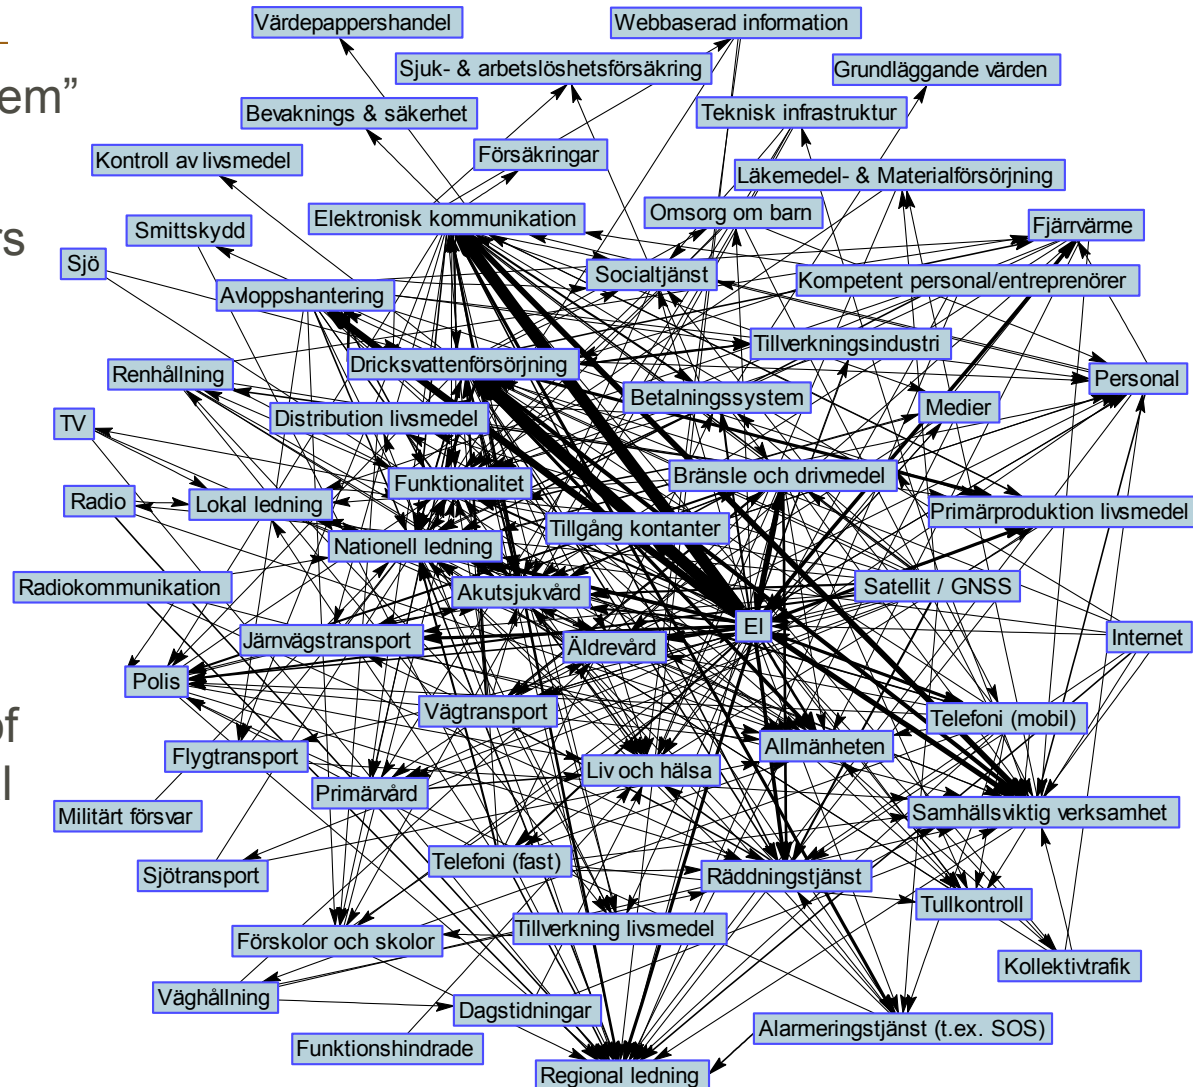 Värdepappershandel
Webbaserad information
em”
Sjuk- & arbetslöshetsförsäkring
Grundläggande värden
Bevaknings & säkerhet
Teknisk infrastruktur
Kontroll av livsmedel
Försäkringar
Läkemedel- & Materialförsörjning
rs
Smittskydd
Elektronisk kommunikation
Omsorg om barn
Fjärrvärme
Sjö
Socialtjänst
Kompetent personal/entreprenörer
Avloppshantering
Tillverkningsindustri
Renhållning
Dricksvattenförsörjning
Personal
TV
Distribution livsmedel
Betalningssystem
Medier
Funktionalitet
Bränsle och drivmedel
Radio
Lokal ledning
Tillgång kontanter
Primärproduktion livsmedel
Nationell ledning
Radiokommunikation
Akutsjukvård
Satellit / GNSS
El
Järnvägstransport
Äldrevård
Internet
Polis
of
Vägtransport
Telefoni (mobil)
Flygtransport
Allmänheten
l
Primärvård
Liv och hälsa
Militärt försvar
Samhällsviktig verksamhet
Sjötransport
Telefoni (fast)
Räddningstjänst
Tullkontroll
Förskolor och skolor
Tillverkning livsmedel
Kollektivtrafik
Väghållning
Dagstidningar
Alarmeringstjänst (t.ex. SOS)
Funktionshindrade
Regional ledning